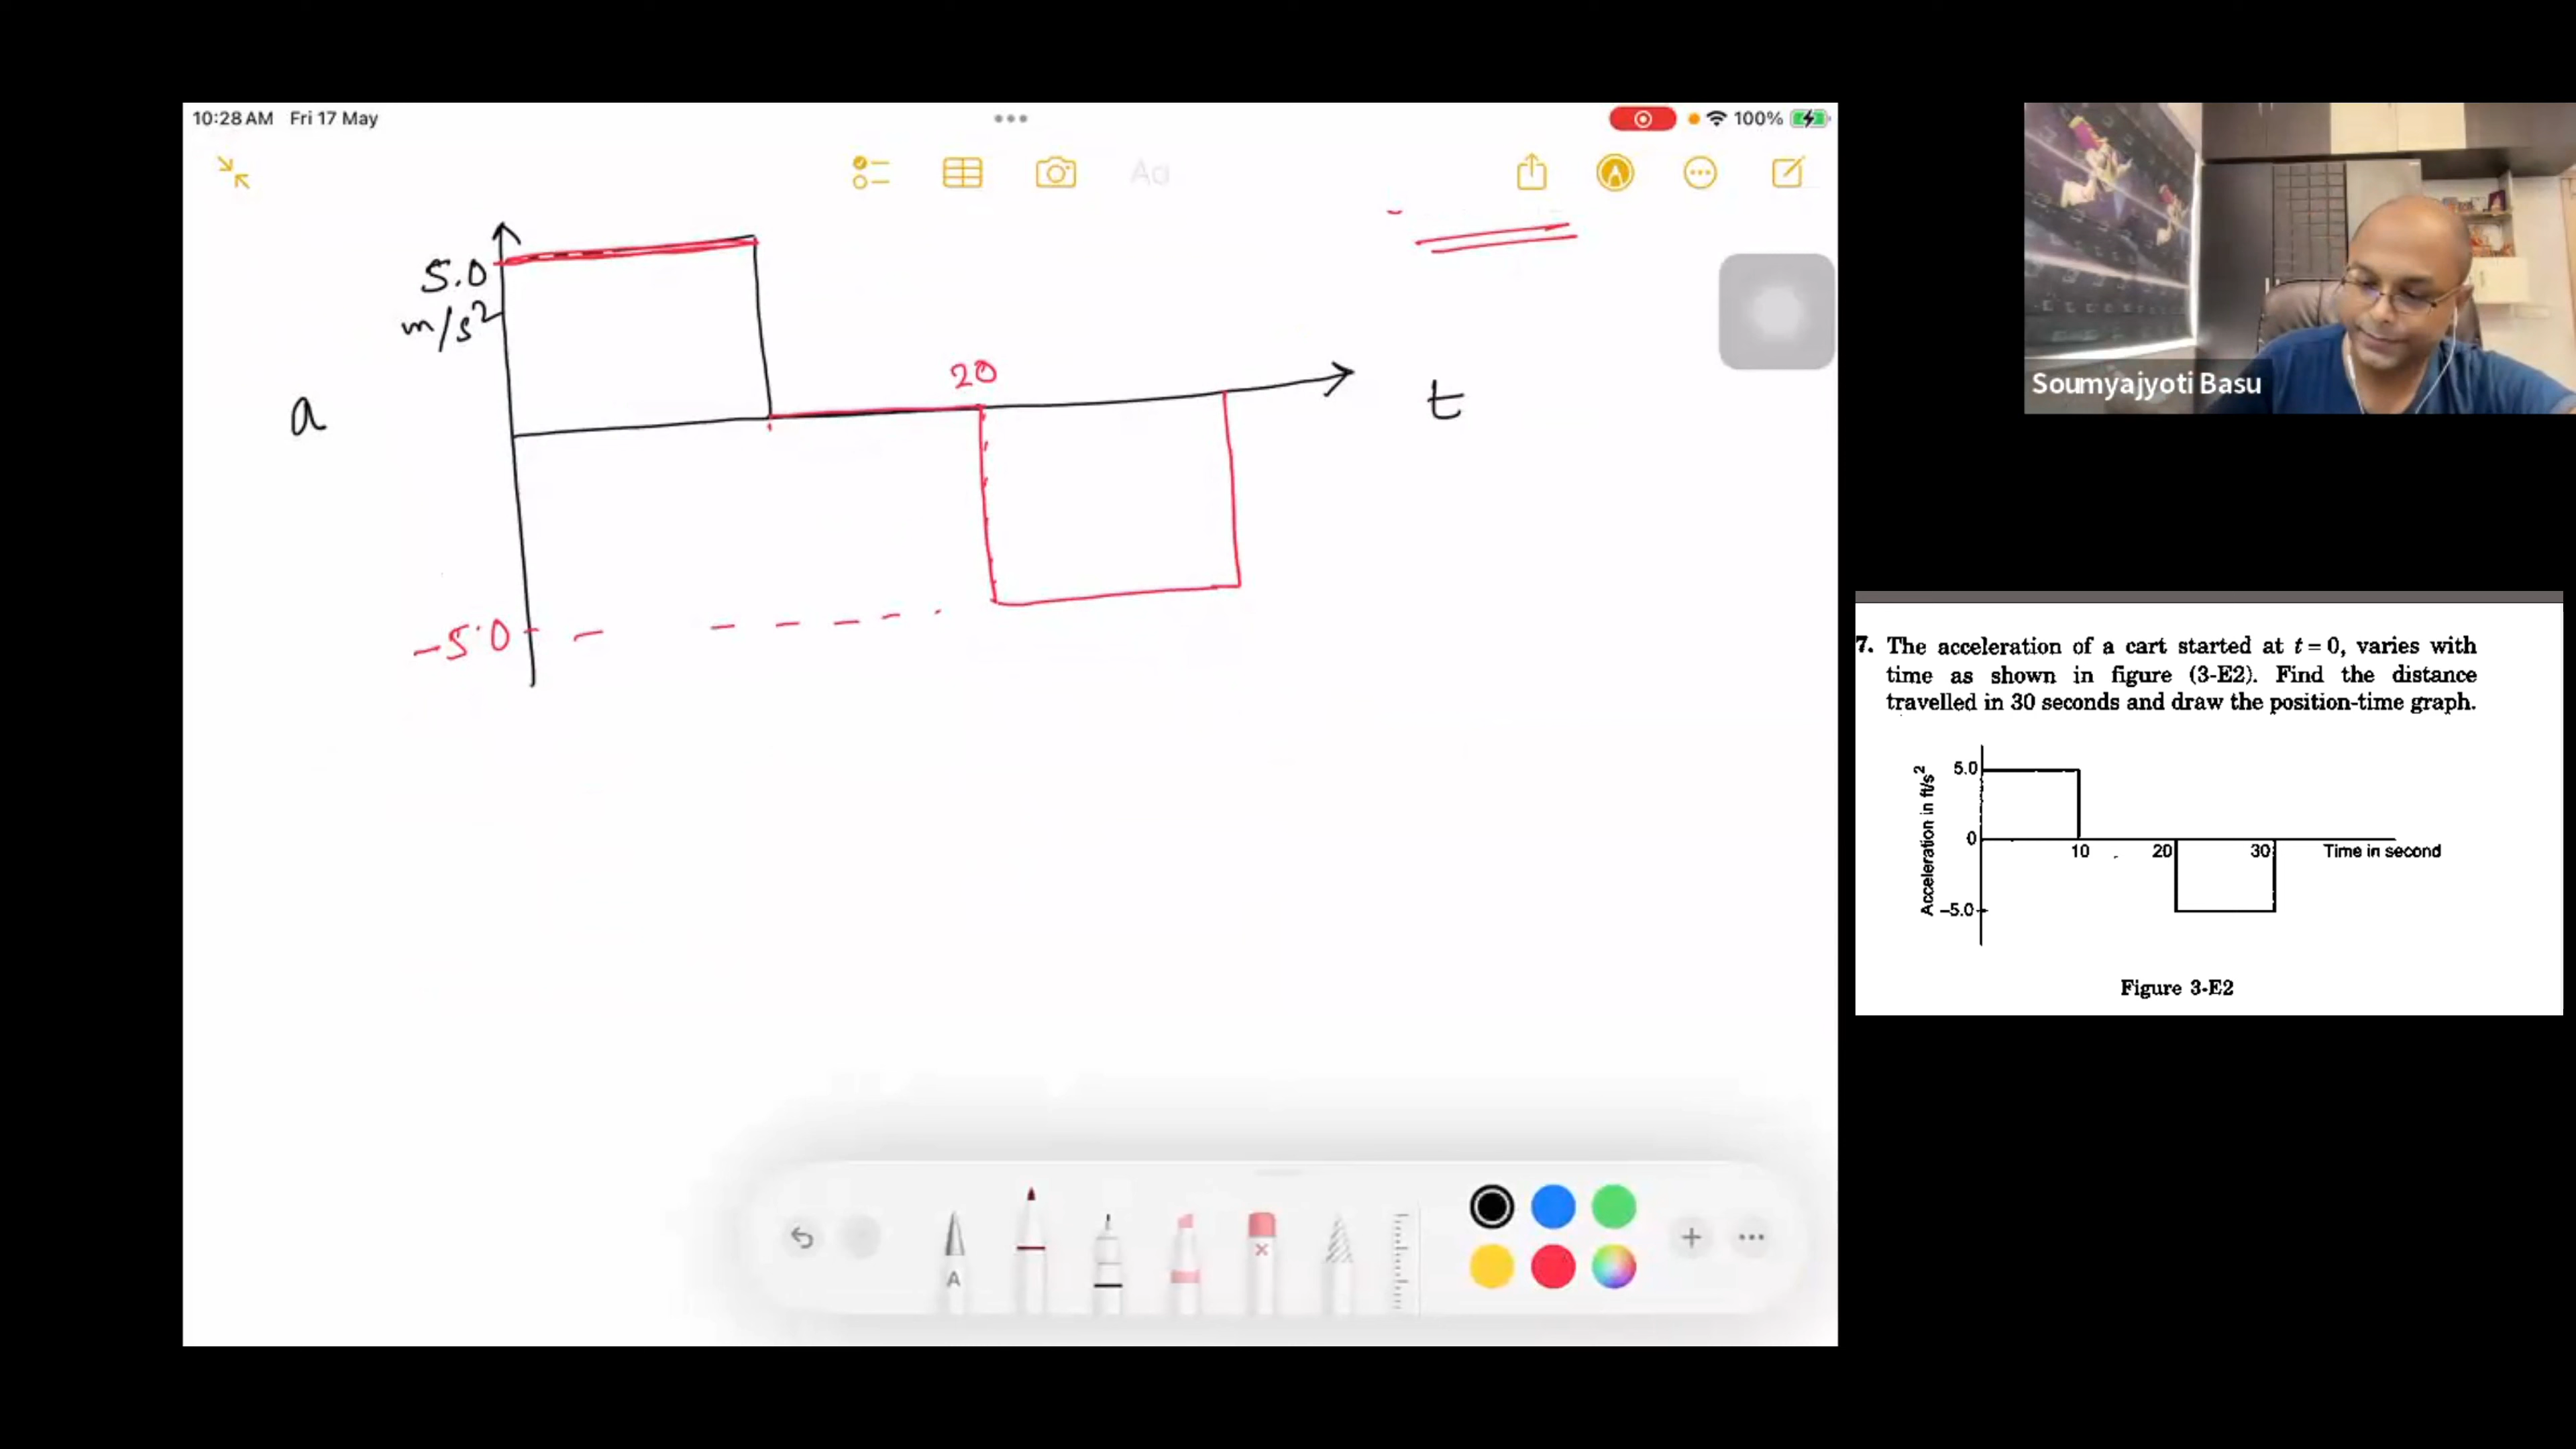 10:28 AM Fri 17 May
100%
Aa
5.0
m/s²
a
20
t
-5.0
A
Soumyajyoti Basu
7. The acceleration of a cart started at t = 0, varies with
time as shown in figure (3-E2). Find the distance
travelled in 30 seconds and draw the position-time graph.
Acceleration in ft/s²
5.0
0
10
20
30
Time in second
–5.0
Figure 3-E2